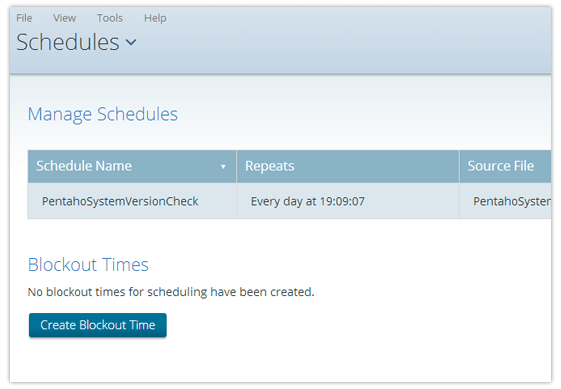 File View Tools Help
Schedules
Manage Schedules
Schedule Name Repeats Source File
PentahoSystemVersionCheck Every day at 19:09:07 PentahoSystem
Blockout Times
No blockout times for scheduling have been created.
Create Blockout Time